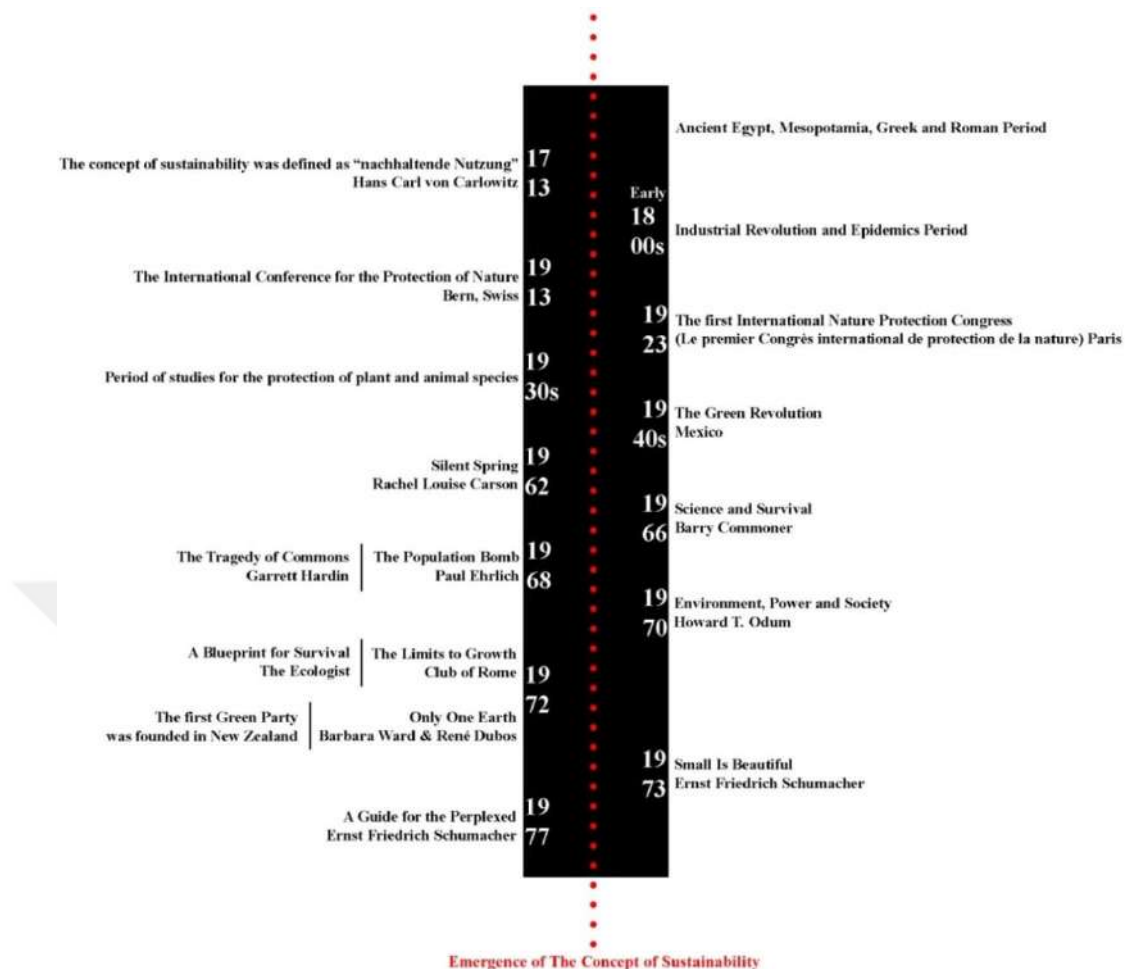 Ancient Egypt, Mesopotamia, Greek and Roman Period
The concept of sustainability was defined as “nachhaltende Nutzung”
Hans Carl von Carlowitz
17
13
Early
18
00s
Industrial Revolution and Epidemics Period
The International Conference for the Protection of Nature
Bern, Swiss
19
13
19
23
The first International Nature Protection Congress
(Le premier Congrès international de protection de la nature) Paris
Period of studies for the protection of plant and animal species
19
30s
19
40s
The Green Revolution
Mexico
Silent Spring
Rachel Louise Carson
19
62
19
66
Science and Survival
Barry Commoner
The Tragedy of Commons
Garrett Hardin
The Population Bomb
Paul Ehrlich
19
68
19
70
Environment, Power and Society
Howard T. Odum
A Blueprint for Survival
The Ecologist
The Limits to Growth
Club of Rome
19
72
The first Green Party
was founded in New Zealand
Only One Earth
Barbara Ward & René Dubos
19
73
Small Is Beautiful
Ernst Friedrich Schumacher
A Guide for the Perplexed
Ernst Friedrich Schumacher
19
77
Emergence of The Concept of Sustainability